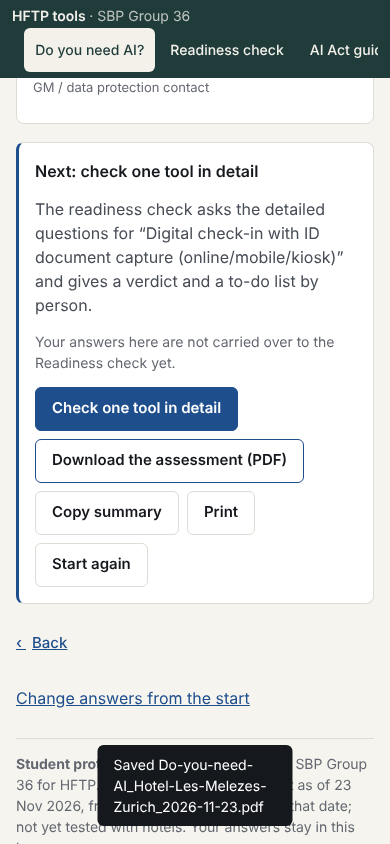 HFTP tools · SBP Group 36
Do you need AI? Readiness check AI Act guid
GM / data protection contact
Next: check one tool in detail
The readiness check asks the detailed
questions for “Digital check-in with ID
document capture (online/mobile/kiosk)”
and gives a verdict and a to-do list by
person.
Your answers here are not carried over to the
Readiness check yet.
Check one tool in detail
Download the assessment (PDF)
Copy summary Print
Start again
‹ Back
Change answers from the start
Student pro SBP Group
36 for HFTP. t as of 23
Nov 2026, fr that date;
not yet tested with hotels. Your answers stay in this
Saved Do-you-need-
AI_Hotel-Les-Melezes-
Zurich_2026-11-23.pdf